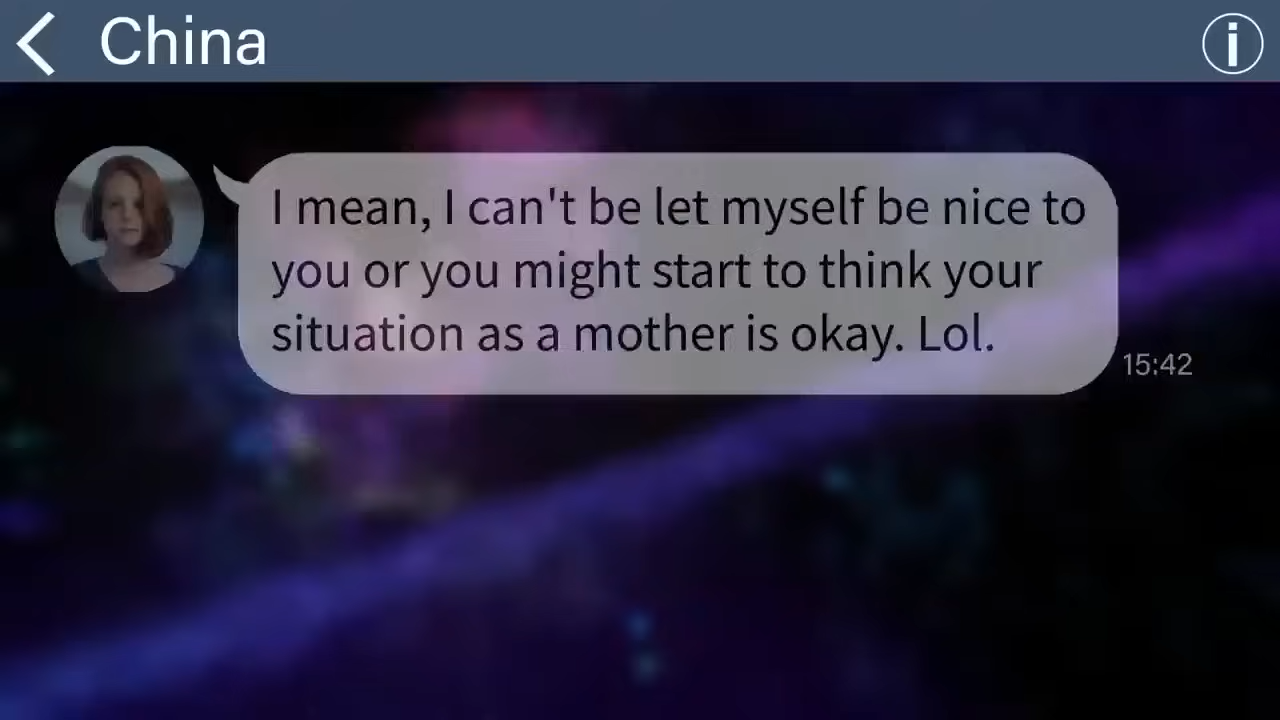 China
I mean, I can't be let myself be nice to
you or you might start to think your
situation as a mother is okay. Lol.
15:42